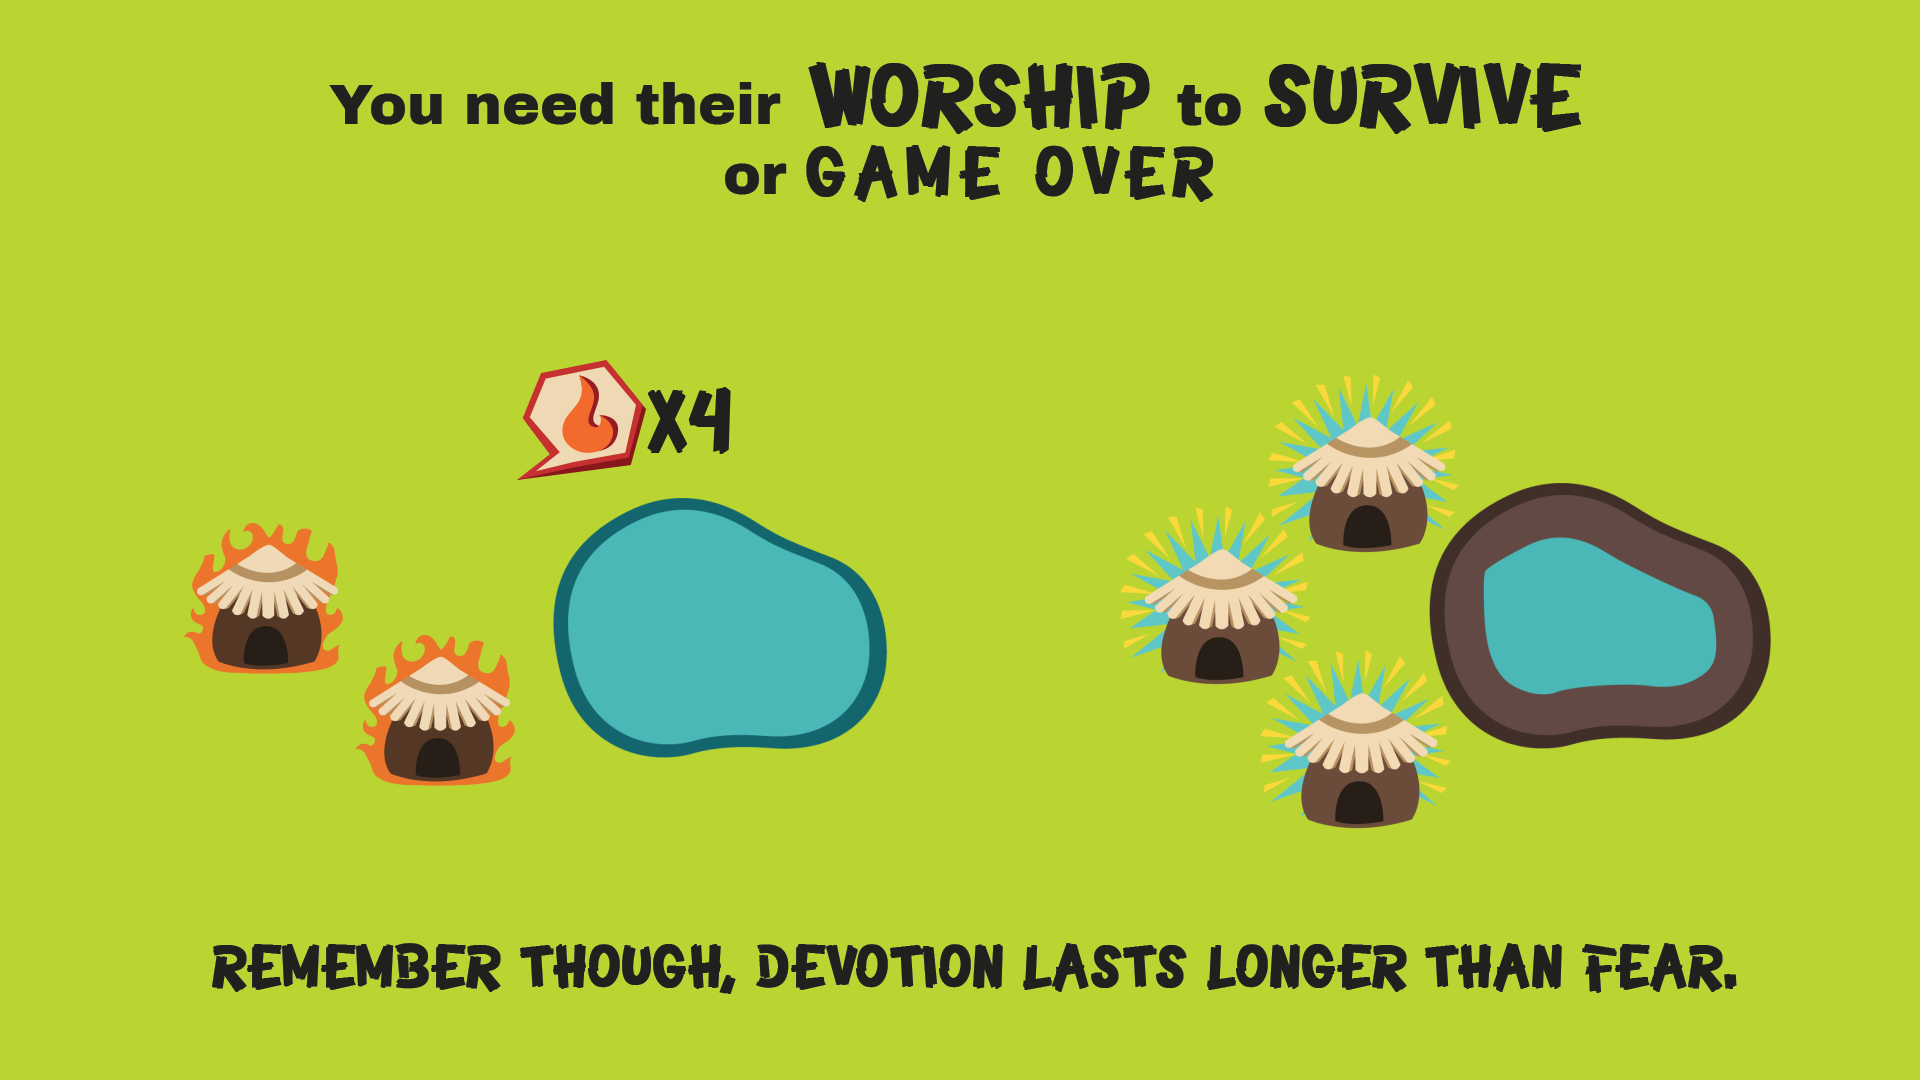 You need their WORSHIP to SURVIVE
or GAME OVER
X4
REMEMBER THOUGH, DEVOTION LASTS LONGER THAN FEAR.